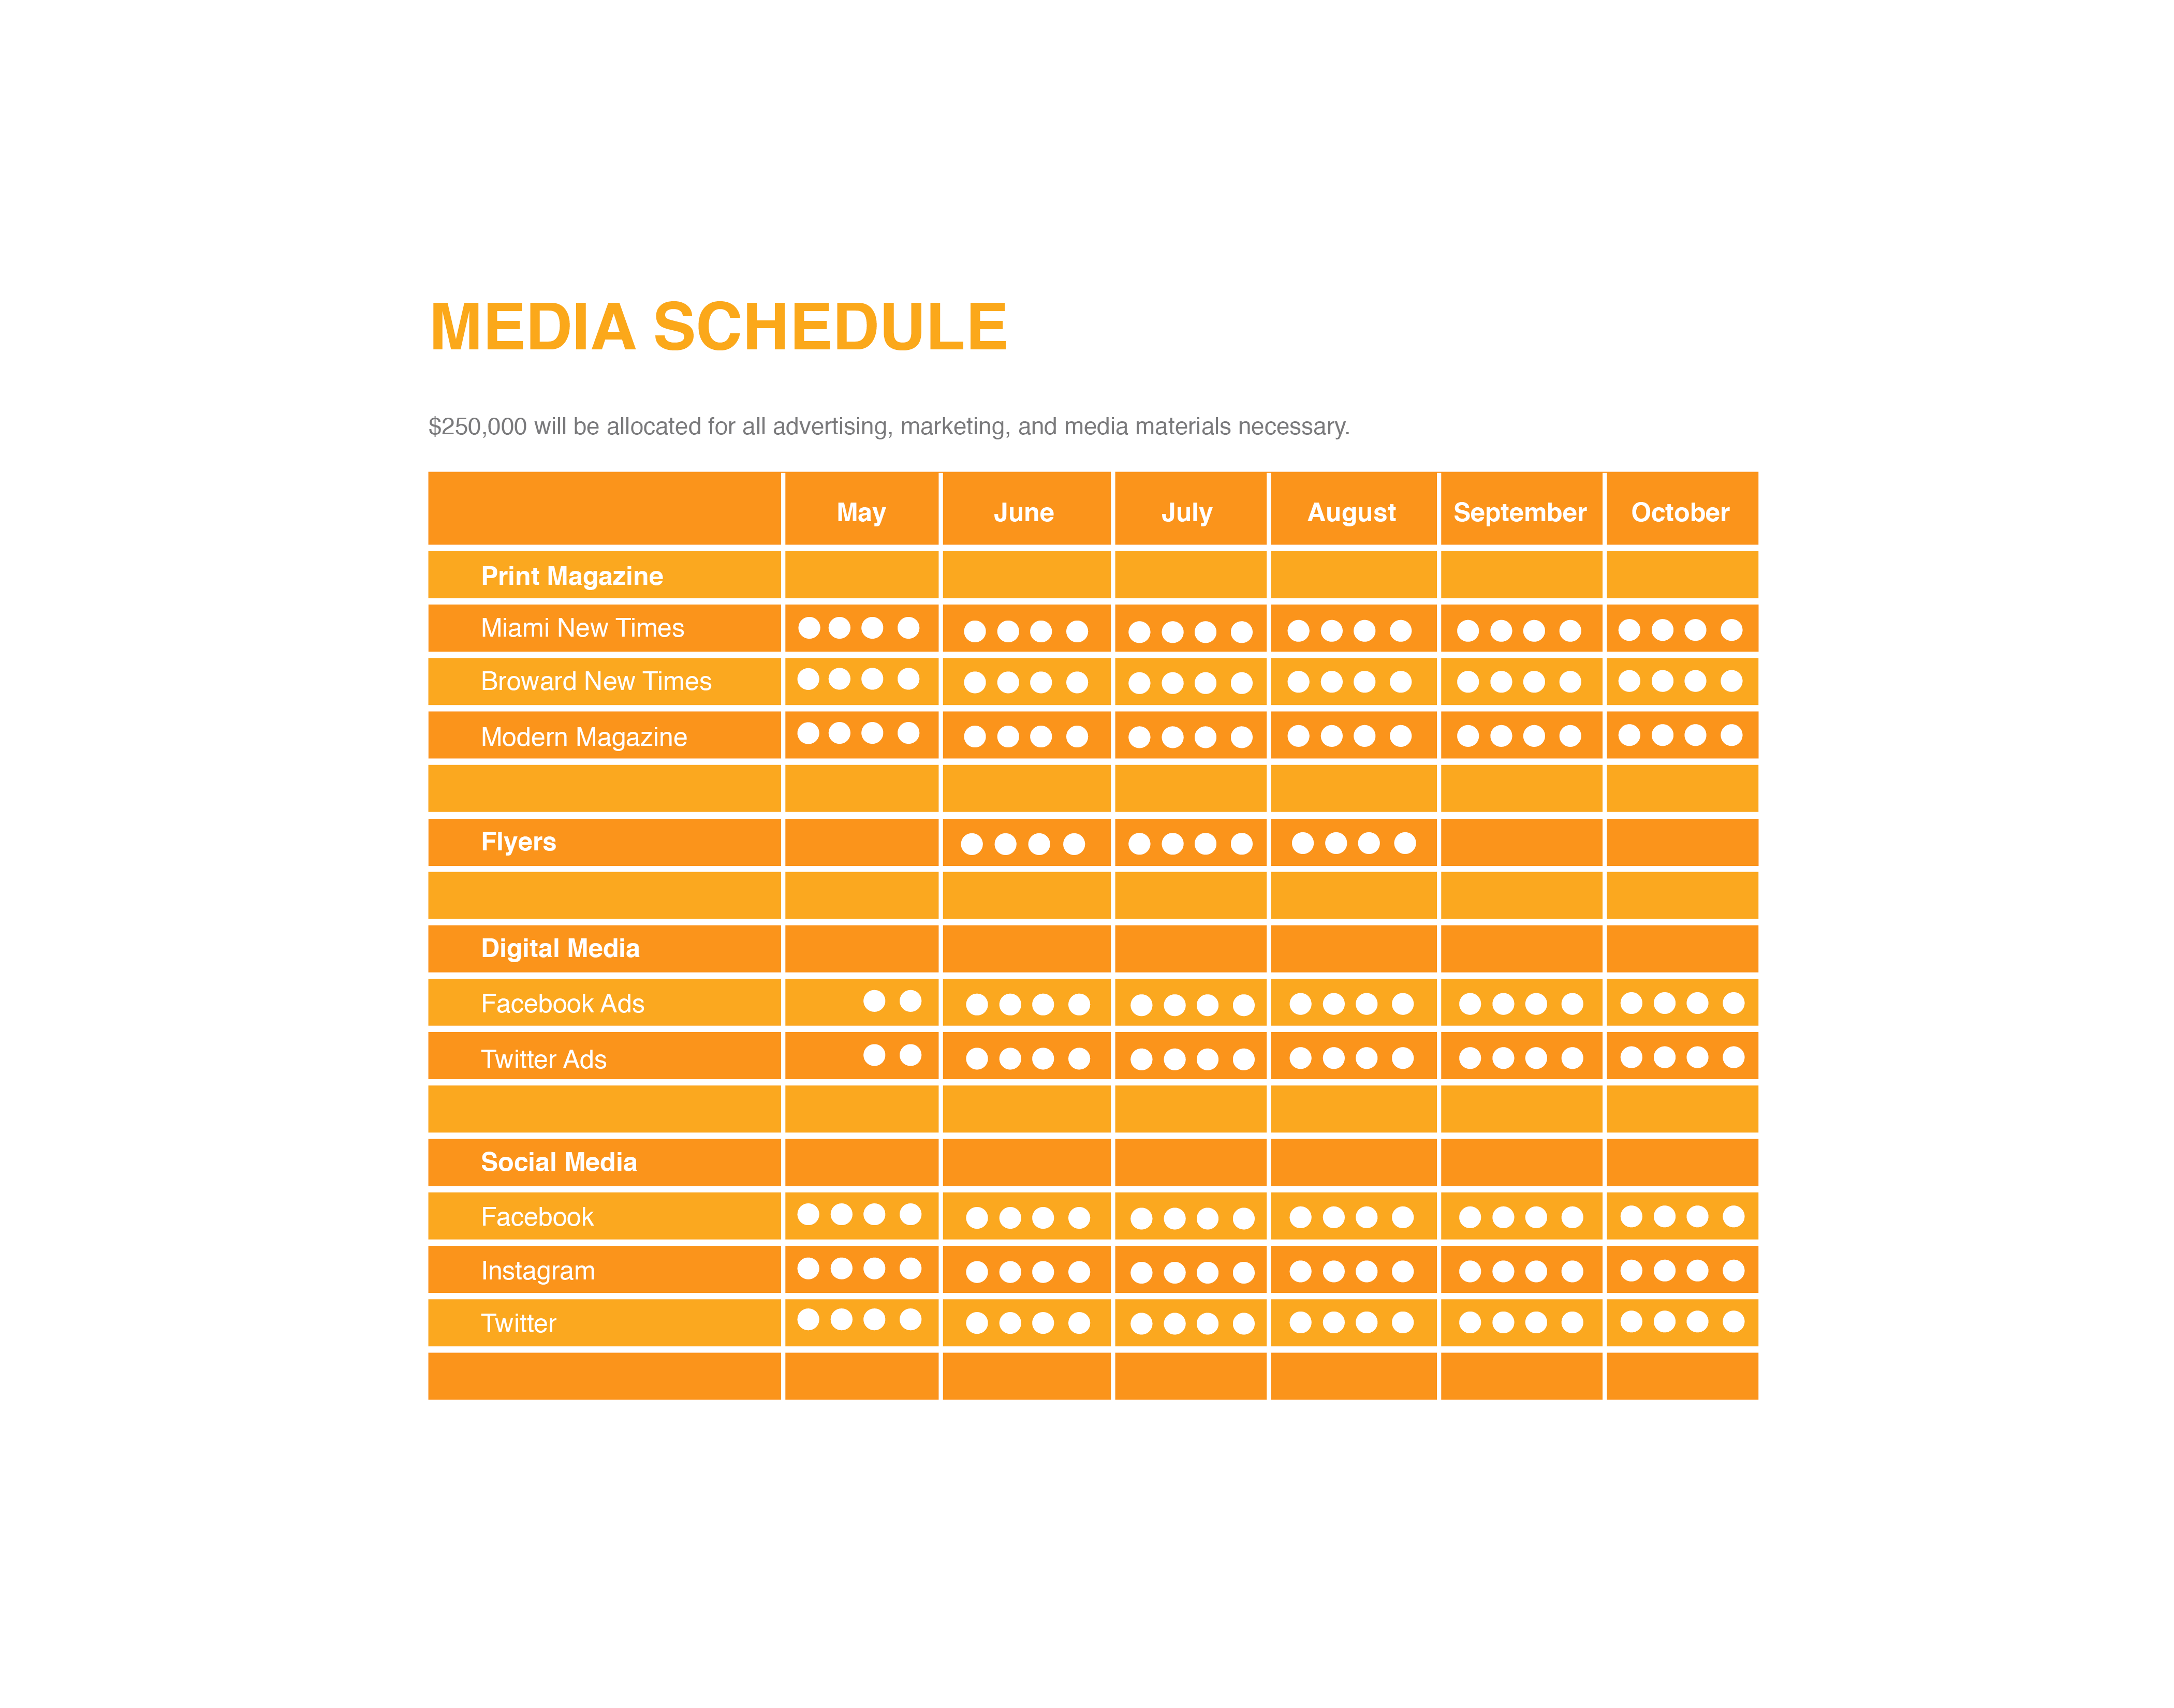 MEDIA SCHEDULE
$250,000 will be allocated for all advertising, marketing, and media materials necessary.
May June July August September October
Print Magazine
Miami New Times
Broward New Times
Modern Magazine
Flyers
Digital Media
Facebook Ads
Twitter Ads
Social Media
Facebook
Instagram
Twitter